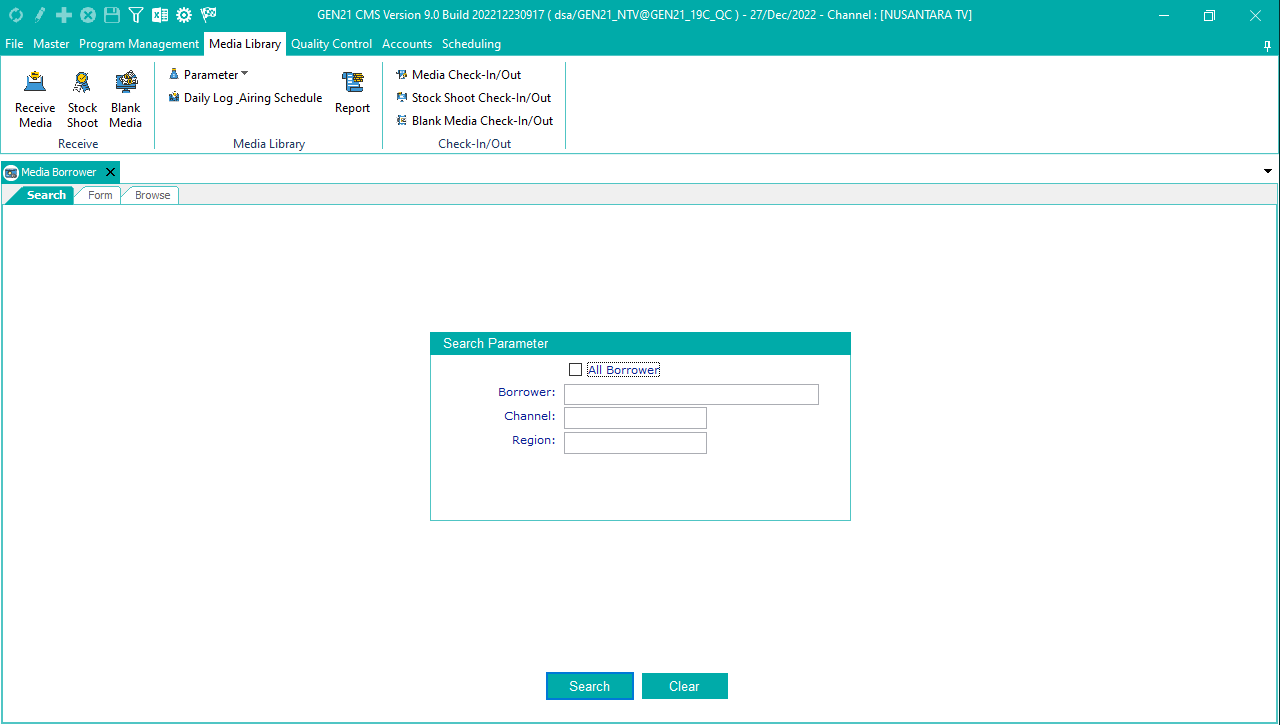 GEN21 CMS Version 9.0 Build 202212230917 ( dsa/GEN21_NTV@GEN21_19C_QC ) - 27/Dec/2022 - Channel : [NUSANTARA TV]
File Master Program Management Media Library Quality Control Accounts Scheduling
Receive Media
Stock Shoot
Blank Media
Receive
Parameter
Daily Log _Airing Schedule
Report
Media Library
Media Check-In/Out
Stock Shoot Check-In/Out
Blank Media Check-In/Out
Check-In/Out
Media Borrower
Search Form Browse
Search Parameter
All Borrower
Borrower:
Channel:
Region:
Search Clear